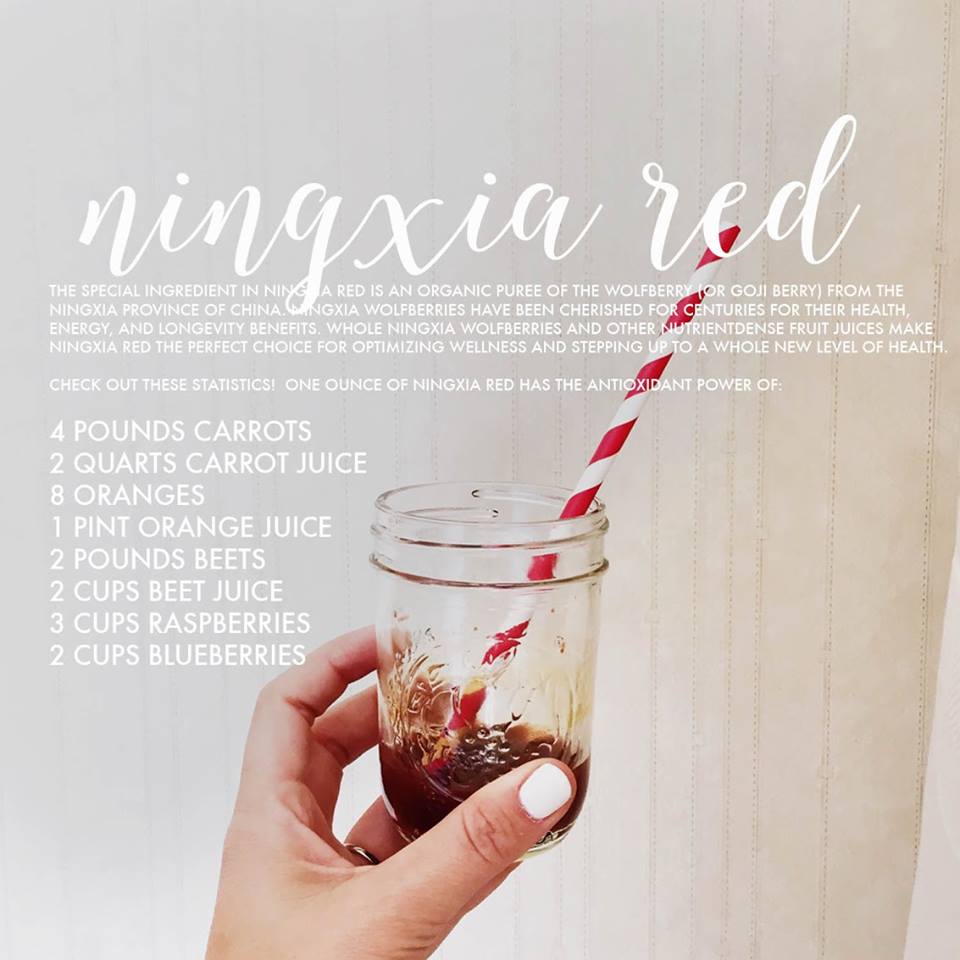 ningxia red
THE SPECIAL INGREDIENT IN NINGXIA RED IS AN ORGANIC PUREE OF THE WOLFBERRY (OR GOJI BERRY) FROM THE
NINGXIA PROVINCE OF CHINA. NINGXIA WOLFBERRIES HAVE BEEN CHERISHED FOR CENTURIES FOR THEIR HEALTH,
ENERGY, AND LONGEVITY BENEFITS. WHOLE NINGXIA WOLFBERRIES AND OTHER NUTRIENTDENSE FRUIT JUICES MAKE
NINGXIA RED THE PERFECT CHOICE FOR OPTIMIZING WELLNESS AND STEPPING UP TO A WHOLE NEW LEVEL OF HEALTH.
CHECK OUT THESE STATISTICS! ONE OUNCE OF NINGXIA RED HAS THE ANTIOXIDANT POWER OF:
4 POUNDS CARROTS
2 QUARTS CARROT JUICE
8 ORANGES
1 PINT ORANGE JUICE
2 POUNDS BEETS
2 CUPS BEET JUICE
3 CUPS RASPBERRIES
2 CUPS BLUEBERRIES